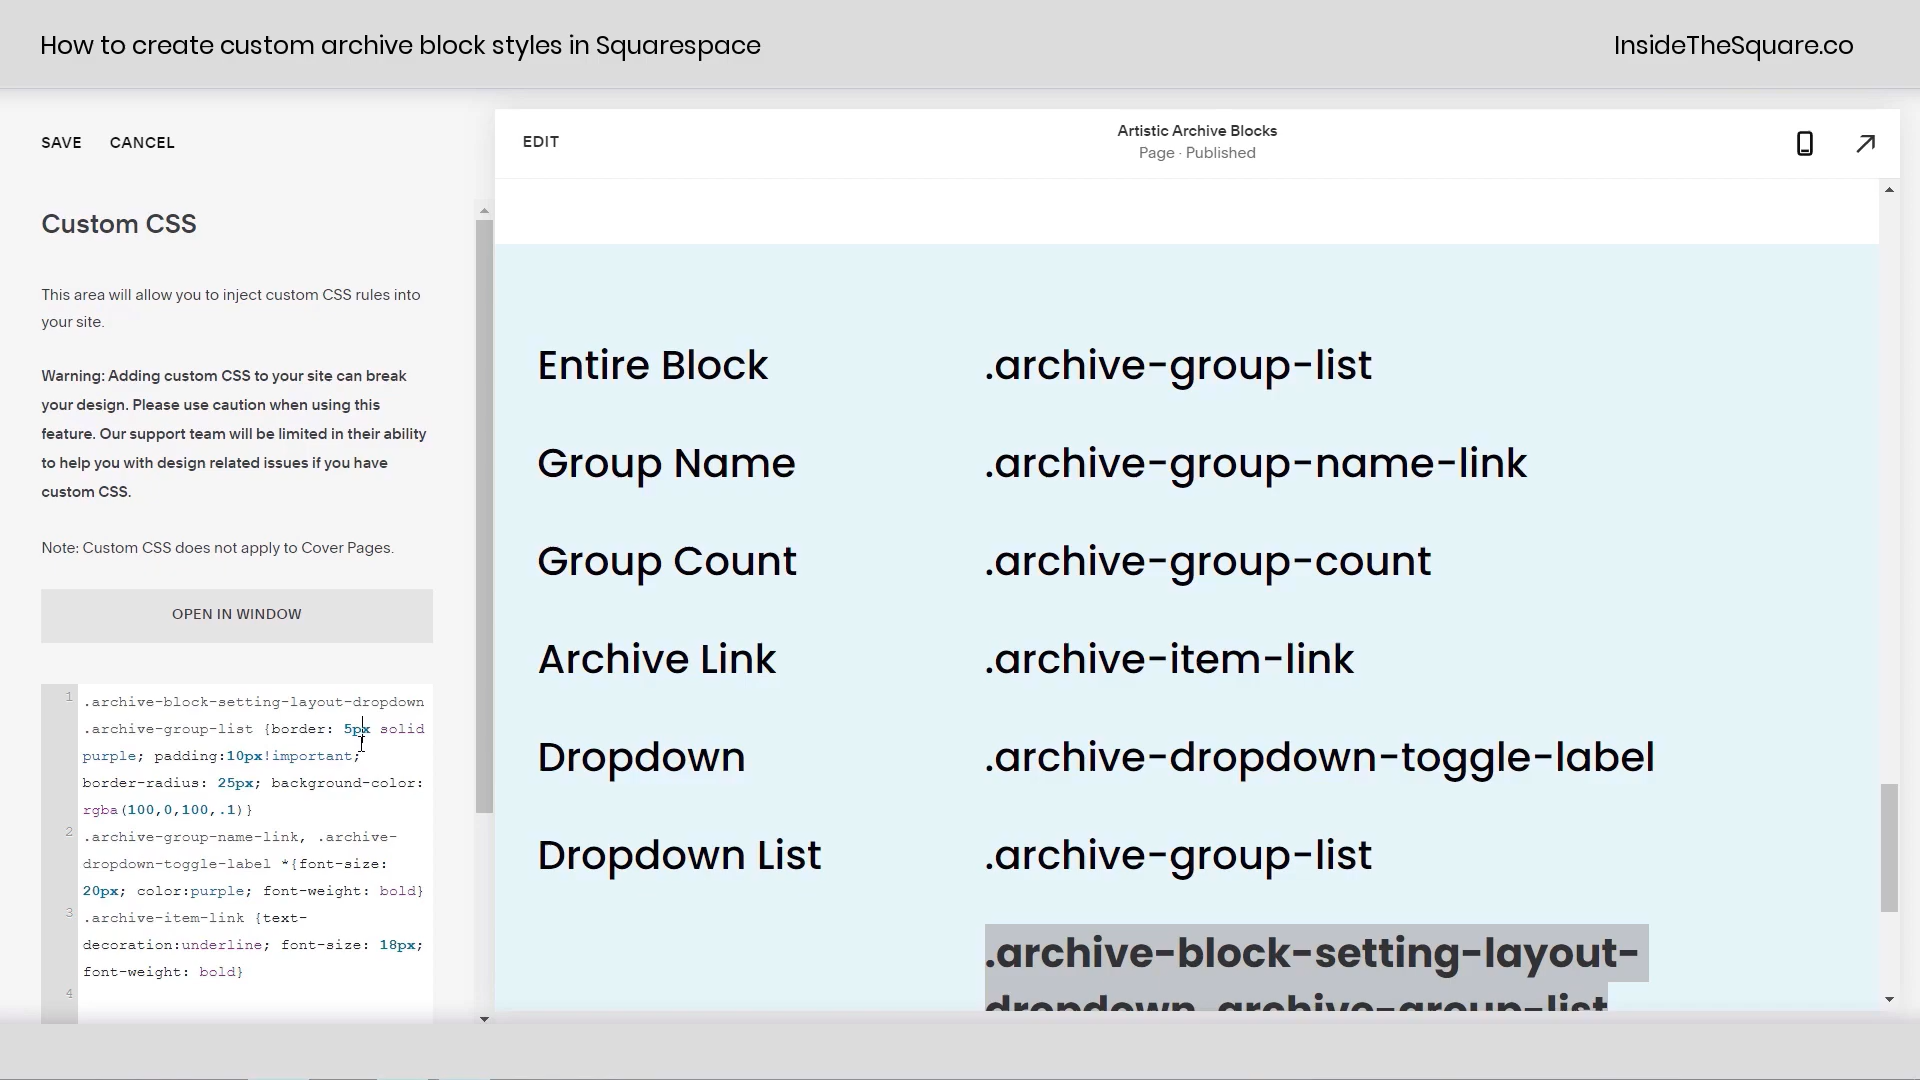 How to create custom archive block styles in Squarespace
InsideTheSquare.co
SAVE CANCEL
Custom CSS
This area will allow you to inject custom CSS rules into
your site.
Warning: Adding custom CSS to your site can break
your design. Please use caution when using this
feature. Our support team will be limited in their ability
to help you with design related issues if you have
custom CSS.
Note: Custom CSS does not apply to Cover Pages.
OPEN IN WINDOW
1 .archive-block-setting-layout-dropdown
.archive-group-list {border: 5px solid
purple; padding:10px!important;
border-radius: 25px; background-color:
rgba(100,0,100,.1)}
2 .archive-group-name-link, .archive-
dropdown-toggle-label *{font-size:
20px; color:purple; font-weight: bold}
3 .archive-item-link {text-
decoration:underline; font-size: 18px;
font-weight: bold}
4
EDIT
Artistic Archive Blocks
Page · Published
Entire Block .archive-group-list
Group Name .archive-group-name-link
Group Count .archive-group-count
Archive Link .archive-item-link
Dropdown .archive-dropdown-toggle-label
Dropdown List .archive-group-list
.archive-block-setting-layout-
dropdown .archive-group-list